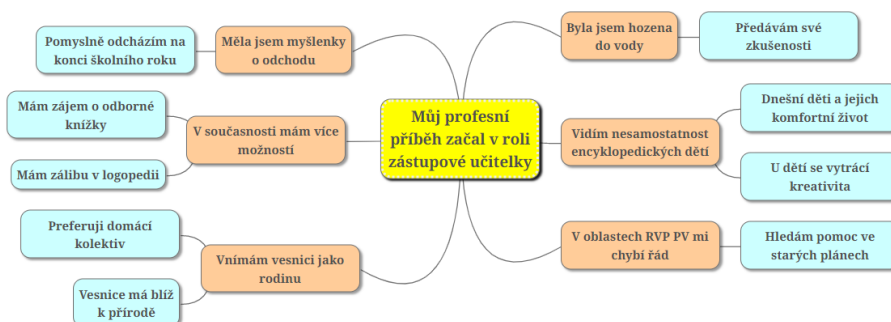 Pomyslně odcházím na
konci školního roku
Měla jsem myšlenky
o odchodu
Mám zájem o odborné
knížky
Mám zálibu v logopedii
V současnosti mám více
možností
Preferuji domácí
kolektiv
Vesnice má blíž
k přírodě
Vnímám vesnici jako
rodinu
Můj profesní
příběh začal v roli
zástupové učitelky
Byla jsem hozena
do vody
Předávám své
zkušenosti
Vidím nesamostatnost
encyklopedických dětí
Dnešní děti a jejich
komfortní život
U dětí se vytrácí
kreativita
V oblastech RVP PV mi
chybí řád
Hledám pomoc ve
starých plánech